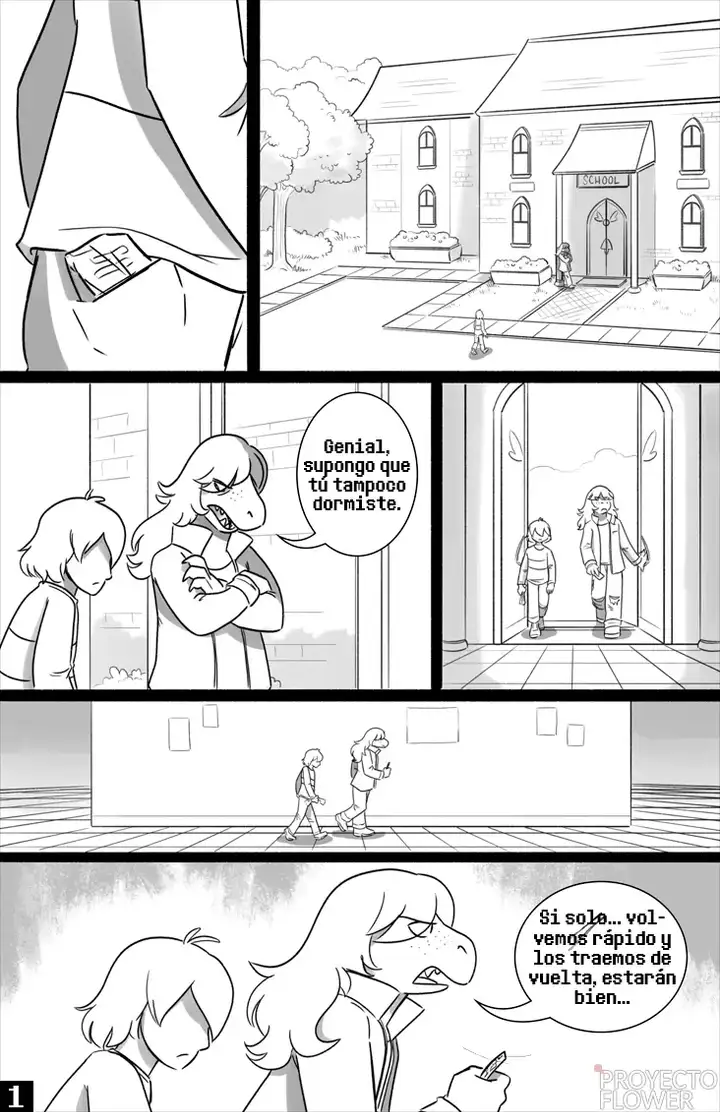 SCHOOL
Genial,
supongo que
tú tampoco
dormiste.
Si solo... vol-
vemos rápido y
los traemos de
vuelta, estarán
bien...
1
PROYECTO
FLOWER